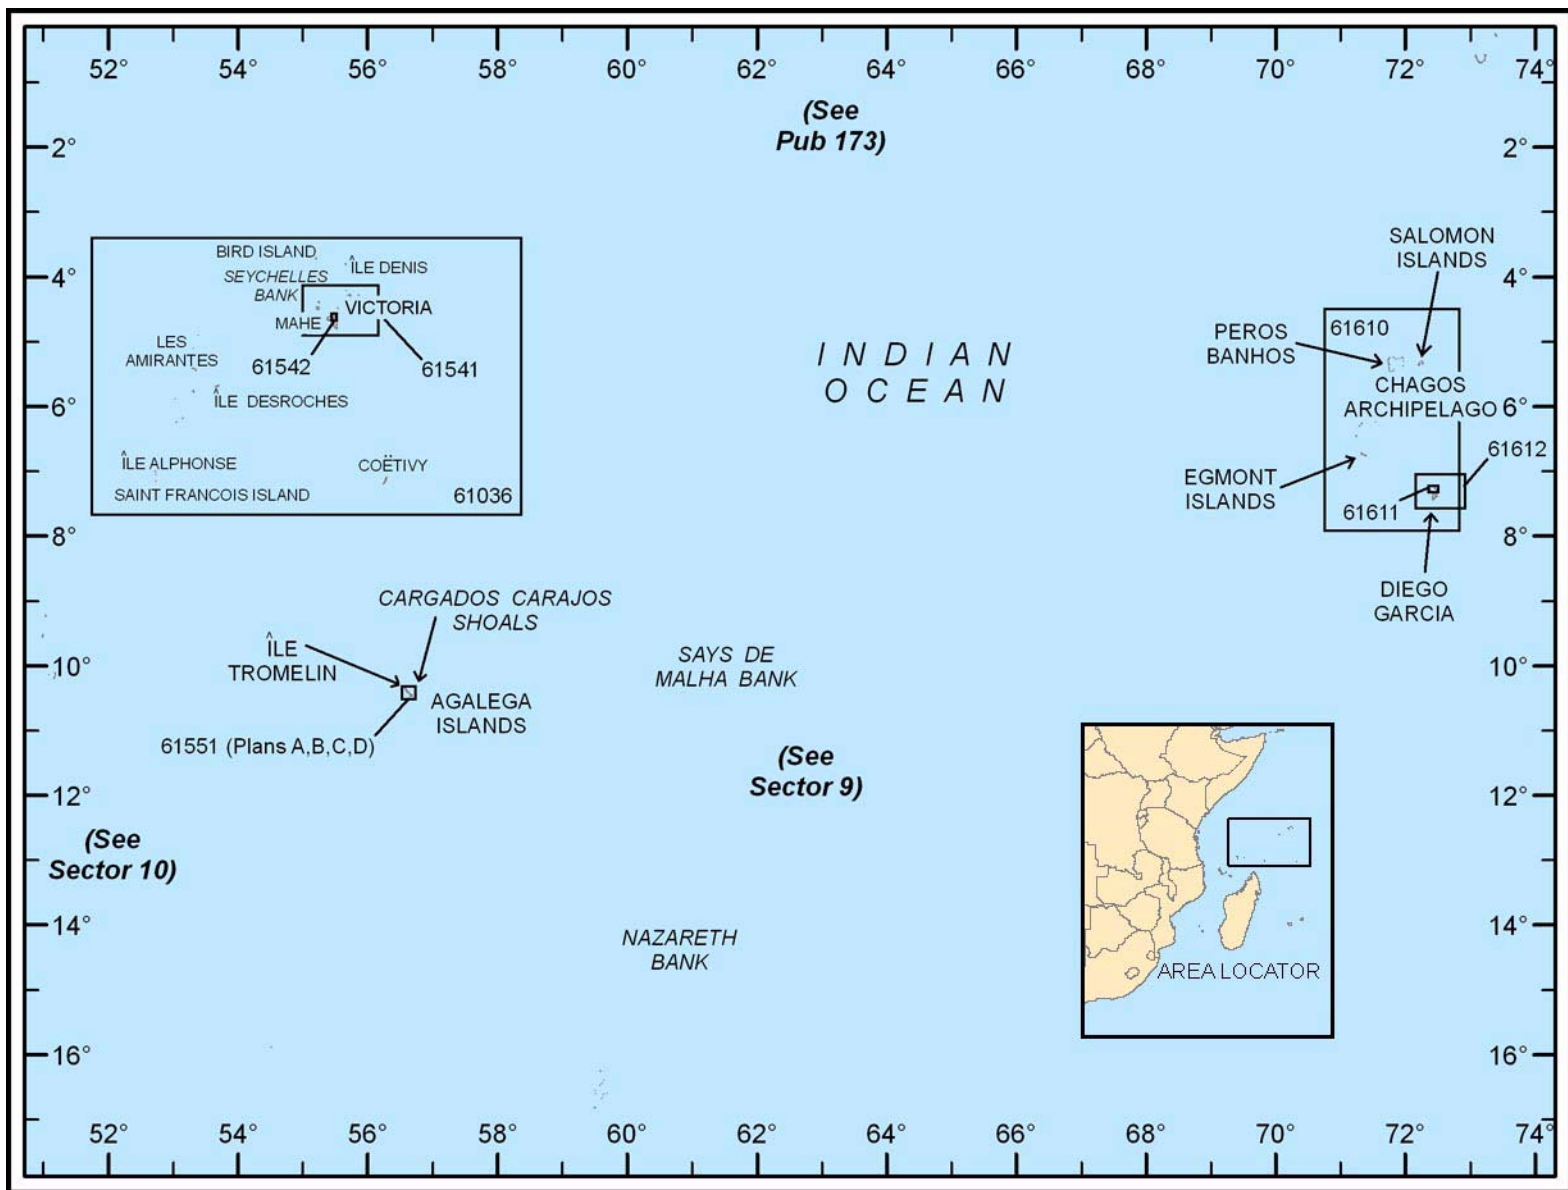 52° 54° 56° 58° 60° 62° 64° 66° 68° 70° 72° 74°
(See
Pub 173)
2° 2°
SALOMON
ISLANDS
BIRD ISLAND
ÎLE DENIS
SEYCHELLES
BANK
4° 4°
VICTORIA
MAHE
61610
PEROS
BANHOS
LES
AMIRANTES
61542
61541
INDIAN
OCEAN
CHAGOS
ARCHIPELAGO
ÎLE DESROCHES
6° 6°
61612
ÎLE ALPHONSE
COËTIVY
EGMONT
ISLANDS
SAINT FRANCOIS ISLAND
61036
61611
8° 8°
DIEGO
GARCIA
CARGADOS CARAJOS
SHOALS
ÎLE
TROMELIN
SAYS DE
MALHA BANK
10° 10°
AGALEGA
ISLANDS
61551 (Plans A,B,C,D)
(See
Sector 9)
12° 12°
(See
Sector 10)
14° 14°
NAZARETH
BANK
AREA LOCATOR
16° 16°
52° 54° 56° 58° 60° 62° 64° 66° 68° 70° 72° 74°